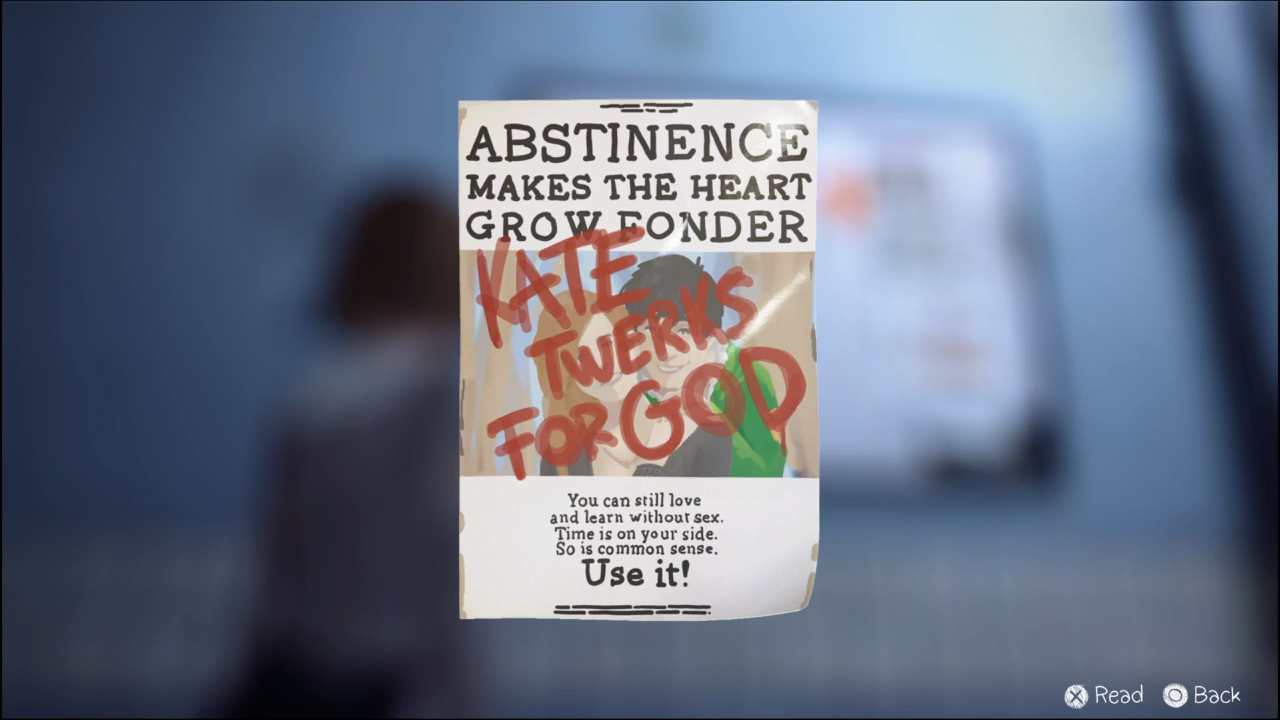 ABSTINENCE
MAKES THE HEART
GROW FONDER
KATE
TWERKS
FOR GOD
You can still love
and learn without sex.
Time is on your side.
So is common sense.
Use it!
Read Back